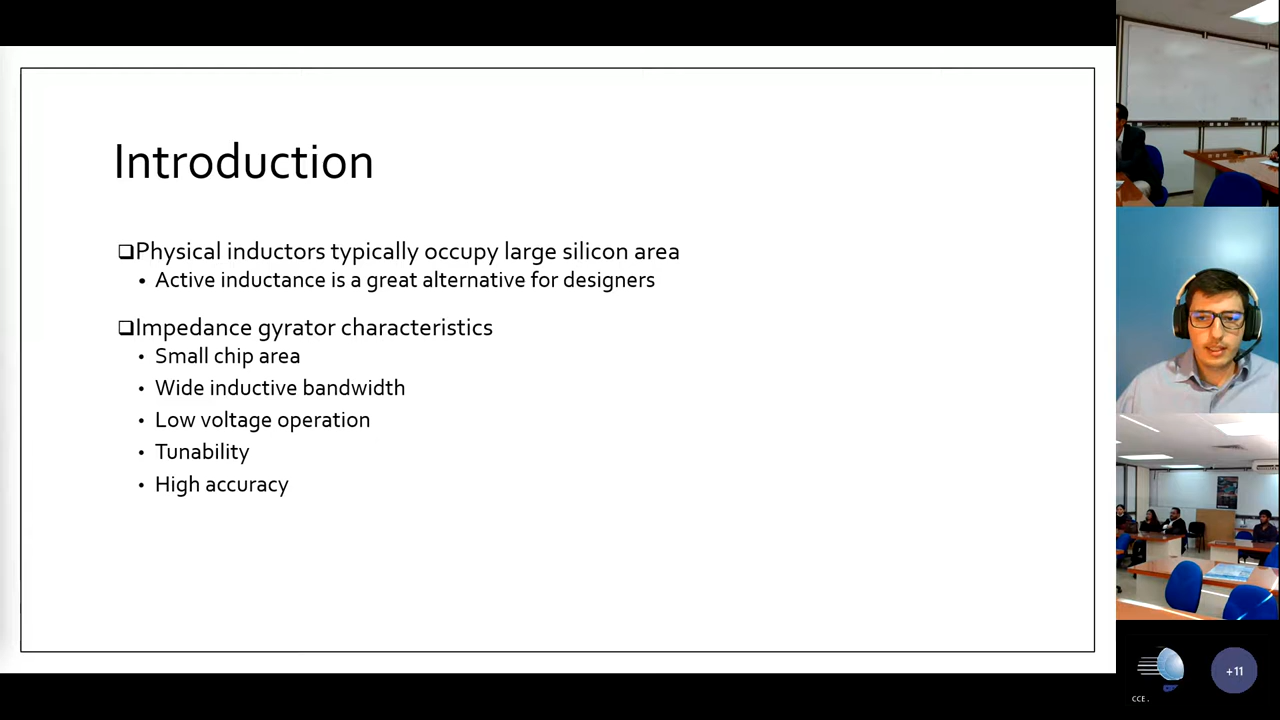 Introduction
❑Physical inductors typically occupy large silicon area
• Active inductance is a great alternative for designers
❑Impedance gyrator characteristics
• Small chip area
• Wide inductive bandwidth
• Low voltage operation
• Tunability
• High accuracy
CCE.
+11